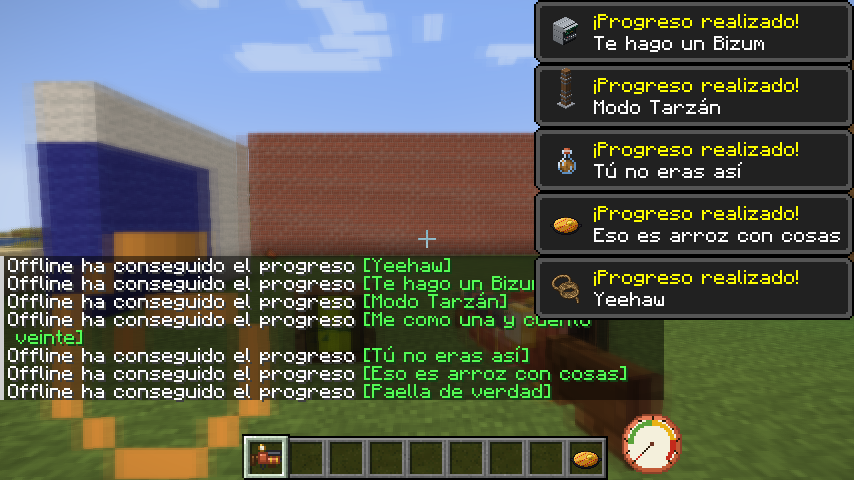 ¡Progreso realizado!
Te hago un Bizum
¡Progreso realizado!
Modo Tarzán
¡Progreso realizado!
Tú no eras así
¡Progreso realizado!
Eso es arroz con cosas
¡Progreso realizado!
Yeehaw
Offline ha conseguido el progreso [Yeehaw]
Offline ha conseguido el progreso [Te hago un Bizum
Offline ha conseguido el progreso [Modo Tarzán]
Offline ha conseguido el progreso [Me como una y cuento
veinte]
Offline ha conseguido el progreso [Tú no eras así]
Offline ha conseguido el progreso [Eso es arroz con cosas]
Offline ha conseguido el progreso [Paella de verdad]